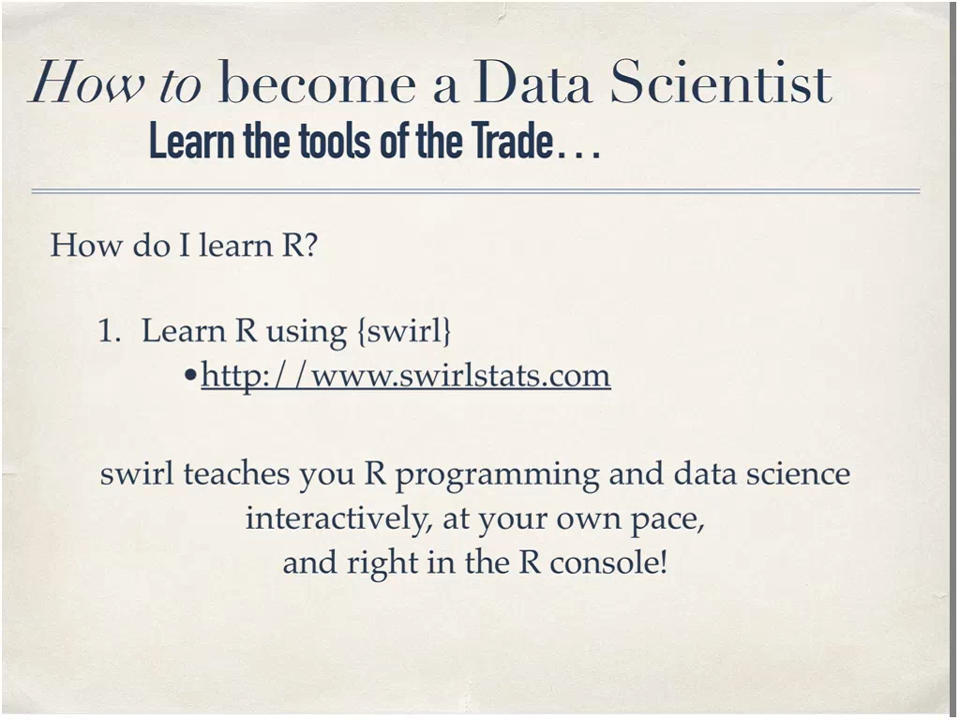 How to become a Data Scientist
Learn the tools of the Trade...
How do I learn R?
1. Learn R using {swirl}
•http://www.swirlstats.com
swirl teaches you R programming and data science
interactively, at your own pace,
and right in the R console!